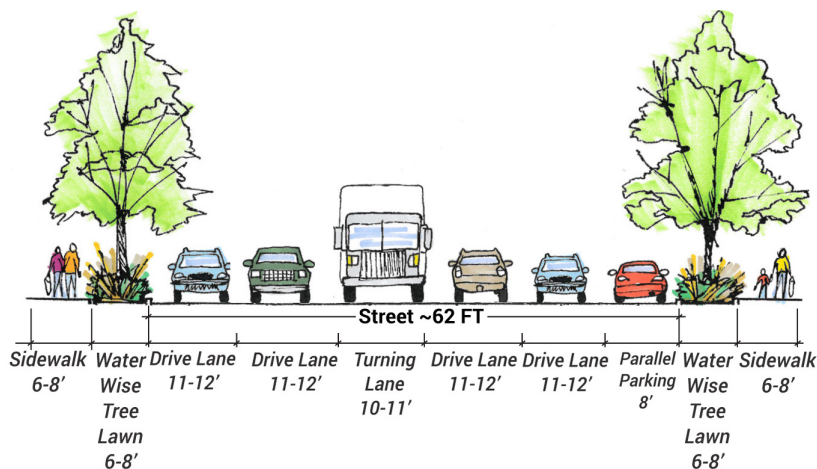 Street ~62 FT
Sidewalk
6-8'
Water
Wise
Tree
Lawn
6-8'
Drive Lane
11-12'
Drive Lane
11-12'
Turning
Lane
10-11'
Drive Lane
11-12'
Drive Lane
11-12'
Parallel
Parking
8'
Water
Wise
Tree
Lawn
6-8'
Sidewalk
6-8'